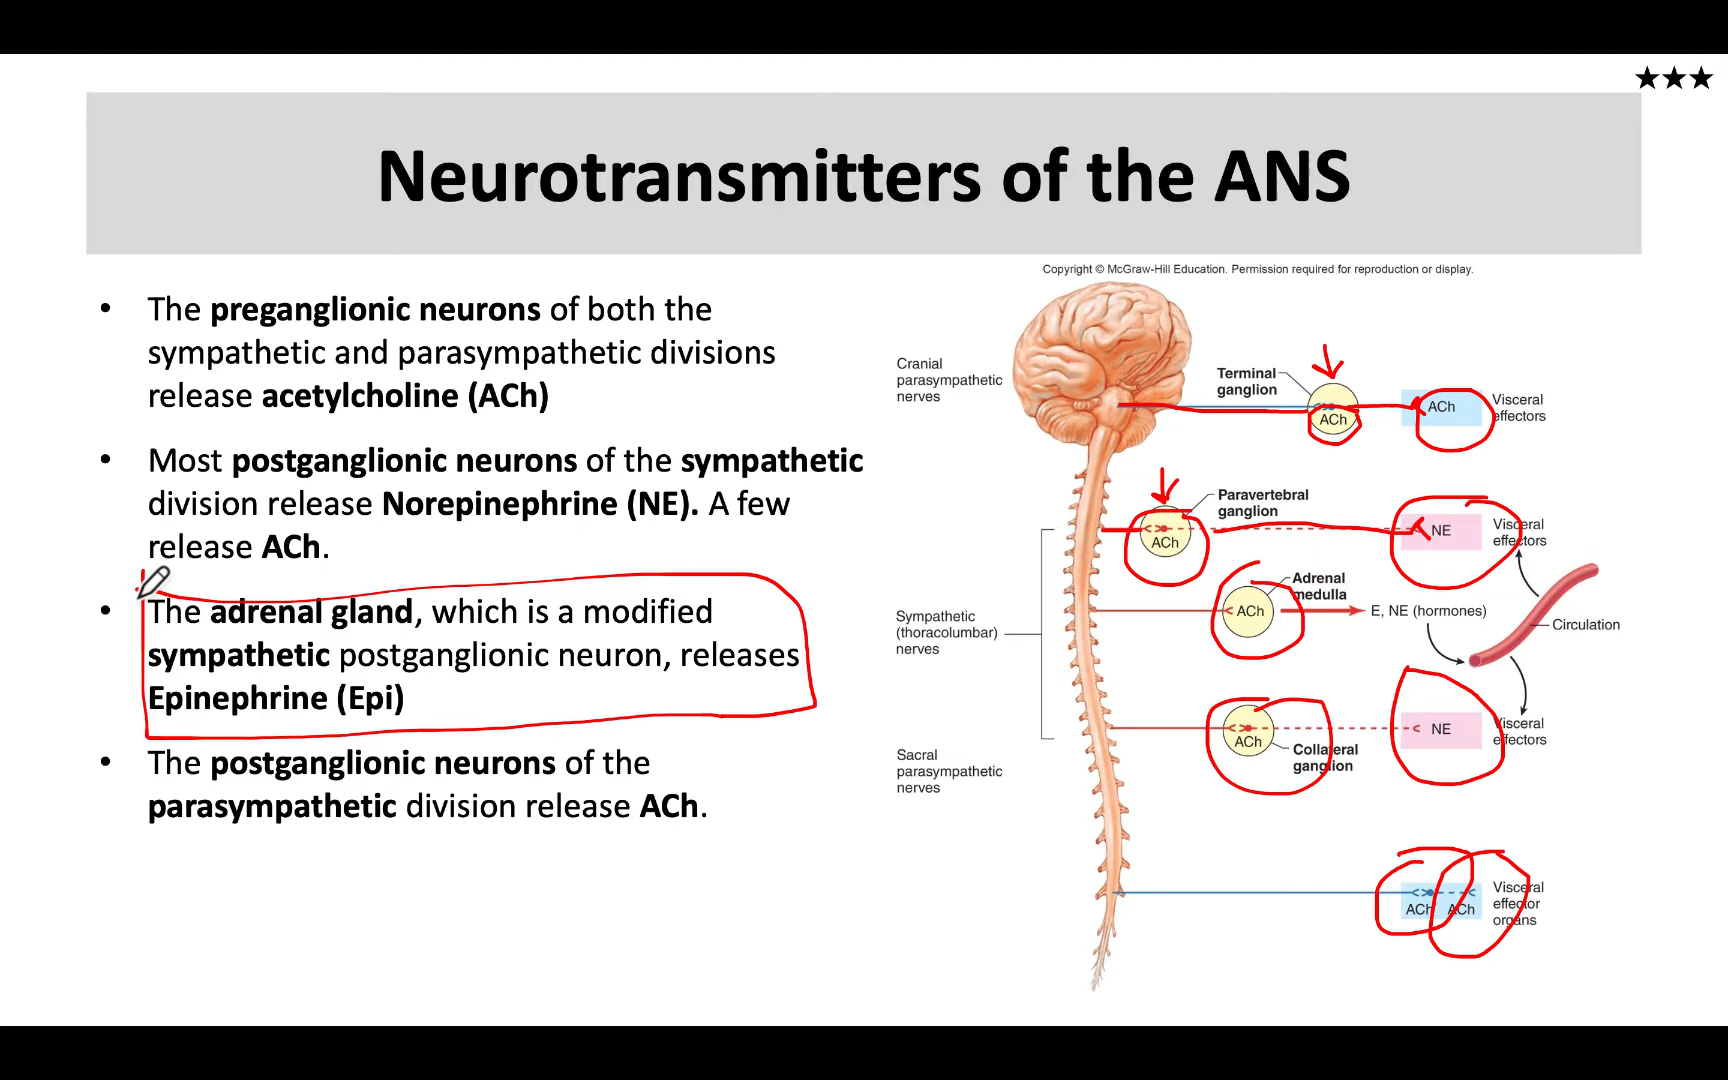 ★★★
Neurotransmitters of the ANS
• The preganglionic neurons of both the
sympathetic and parasympathetic divisions
release acetylcholine (ACh)
• Most postganglionic neurons of the sympathetic
division release Norepinephrine (NE). A few
release ACh.
• The adrenal gland, which is a modified
sympathetic postganglionic neuron, releases
Epinephrine (Epi)
• The postganglionic neurons of the
parasympathetic division release ACh.
Copyright © McGraw-Hill Education. Permission required for reproduction or display.
Cranial
parasympathetic
nerves
Terminal
ganglion
ACh
ACh
Visceral
effectors
Paravertebral
ganglion
ACh
NE
Visceral
effectors
Sympathetic
(thoracolumbar)
nerves
Adrenal
medulla
ACh
E, NE (hormones)
Circulation
ACh
Collateral
ganglion
NE
Visceral
effectors
Sacral
parasympathetic
nerves
ACh
ACh
Visceral
effector
organs